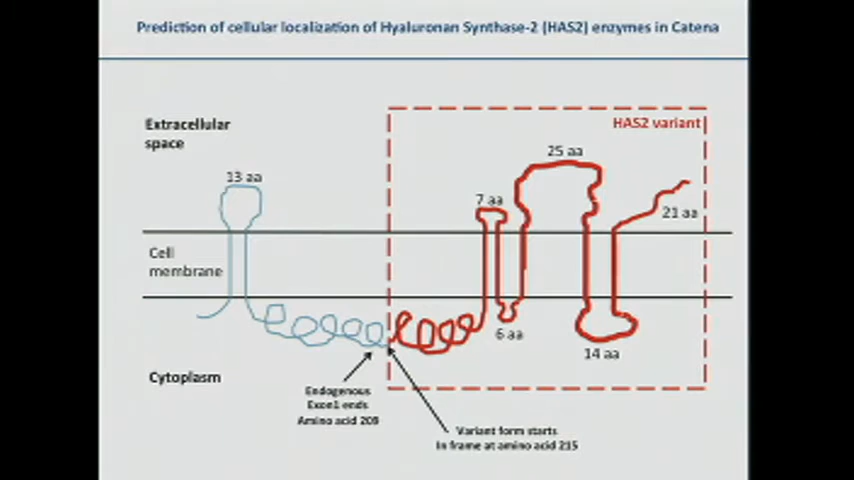 Prediction of cellular localization of Hyaluronan Synthase-2 (HAS2) enzymes in Catena
Extracellular
space
HAS2 variant
25 aa
13 aa
7 aa
21 aa
Cell
membrane
6 aa
14 aa
Cytoplasm
Endogenous
Exon1 ends
Amino acid 209
Variant form starts
In frame at amino acid 215